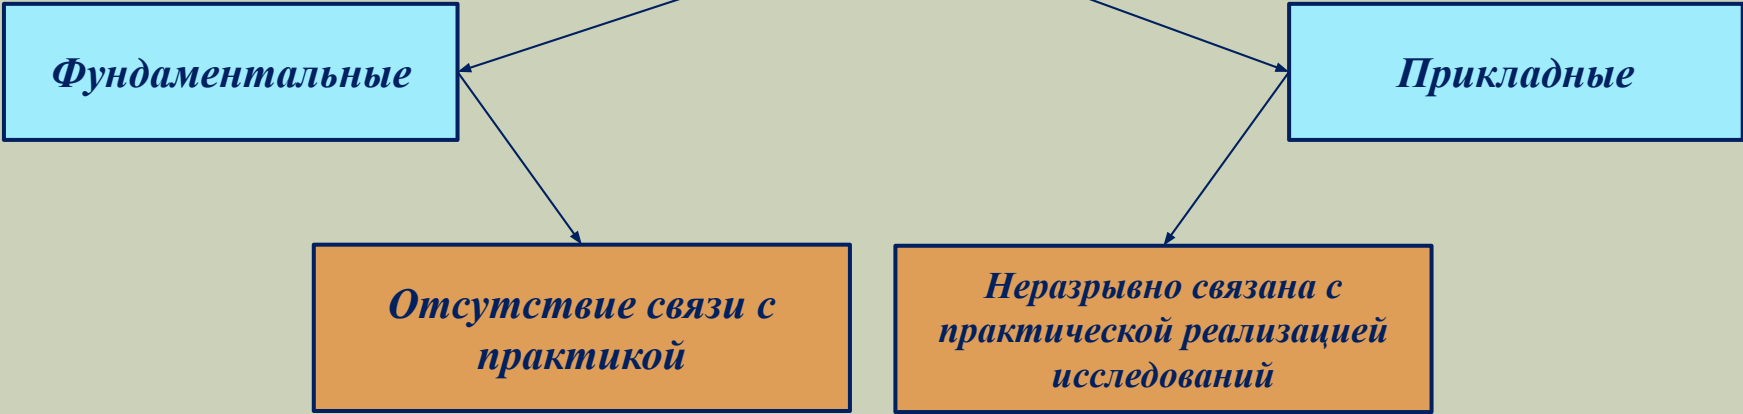 Фундаментальные
Прикладные
Отсутствие связи с
практикой
Неразрывно связана с
практической реализацией
исследований